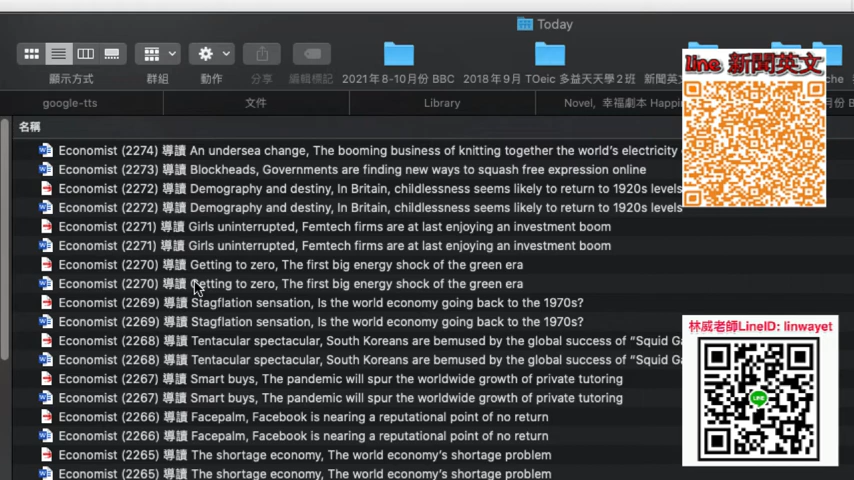 Today
顯示方式
群組
動作
分享
編輯標記
2021年8-10月份 BBC
2018年9月 TOeic 多益天天學2班
新聞英
line 新聞英文
google-tts
文件
Library
Novel, 幸福劇本 Happi
BBC
名稱
Economist (2274) 導讀 An undersea change, The booming business of knitting together the world's electricity
Economist (2273) 導讀 Blockheads, Governments are finding new ways to squash free expression online
Economist (2272) 導讀 Demography and destiny, In Britain, childlessness seems likely to return to 1920s levels
Economist (2272) 導讀 Demography and destiny, In Britain, childlessness seems likely to return to 1920s levels
Economist (2271) 導讀 Girls uninterrupted, Femtech firms are at last enjoying an investment boom
Economist (2271) 導讀 Girls uninterrupted, Femtech firms are at last enjoying an investment boom
Economist (2270) 導讀 Getting to zero, The first big energy shock of the green era
Economist (2270) 導讀 Getting to zero, The first big energy shock of the green era
Economist (2269) 導讀 Stagflation sensation, Is the world economy going back to the 1970s?
Economist (2269) 導讀 Stagflation sensation, Is the world economy going back to the 1970s?
Economist (2268) 導讀 Tentacular spectacular, South Koreans are bemused by the global success of "Squid Ga
Economist (2268) 導讀 Tentacular spectacular, South Koreans are bemused by the global success of "Squid Ga
Economist (2267) 導讀 Smart buys, The pandemic will spur the worldwide growth of private tutoring
Economist (2267) 導讀 Smart buys, The pandemic will spur the worldwide growth of private tutoring
Economist (2266) 導讀 Facepalm, Facebook is nearing a reputational point of no return
Economist (2266) 導讀 Facepalm, Facebook is nearing a reputational point of no return
Economist (2265) 導讀 The shortage economy, The world economy's shortage problem
Economist (2265) 導讀 The shortage economy, The world economy's shortage problem
林威老師LineID: linwayet
LINE